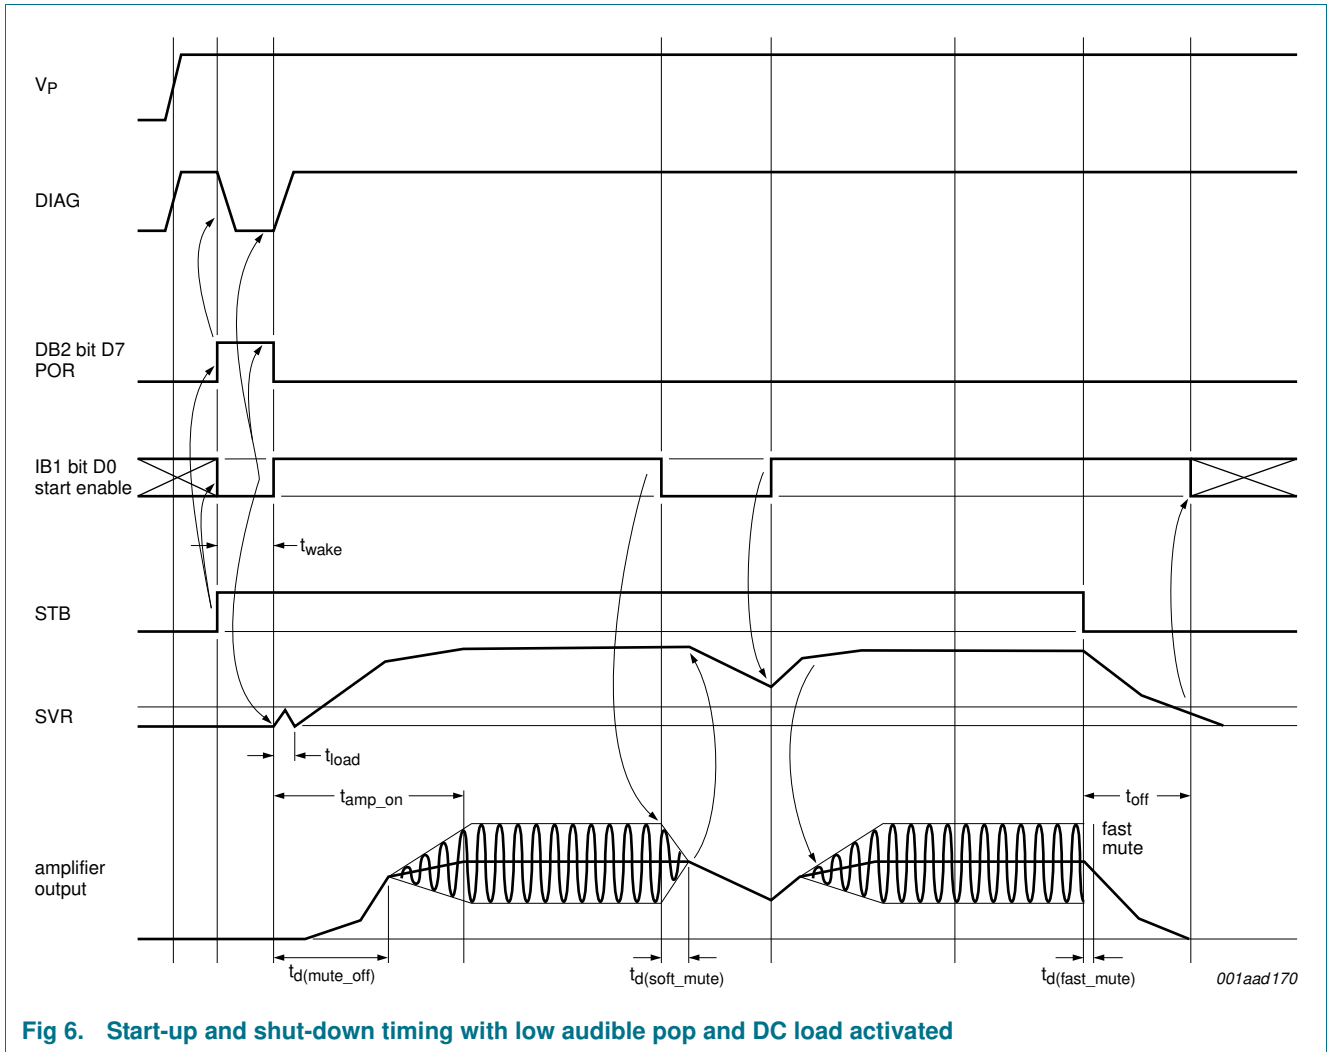 VP
DIAG
DB2 bit D7
POR
IB1 bit D0
start enable
twake
STB
SVR
tload
tamp_on
toff
fast
mute
amplifier
output
td(mute_off)
td(soft_mute)
td(fast_mute)
001aad170
Fig 6. Start-up and shut-down timing with low audible pop and DC load activated